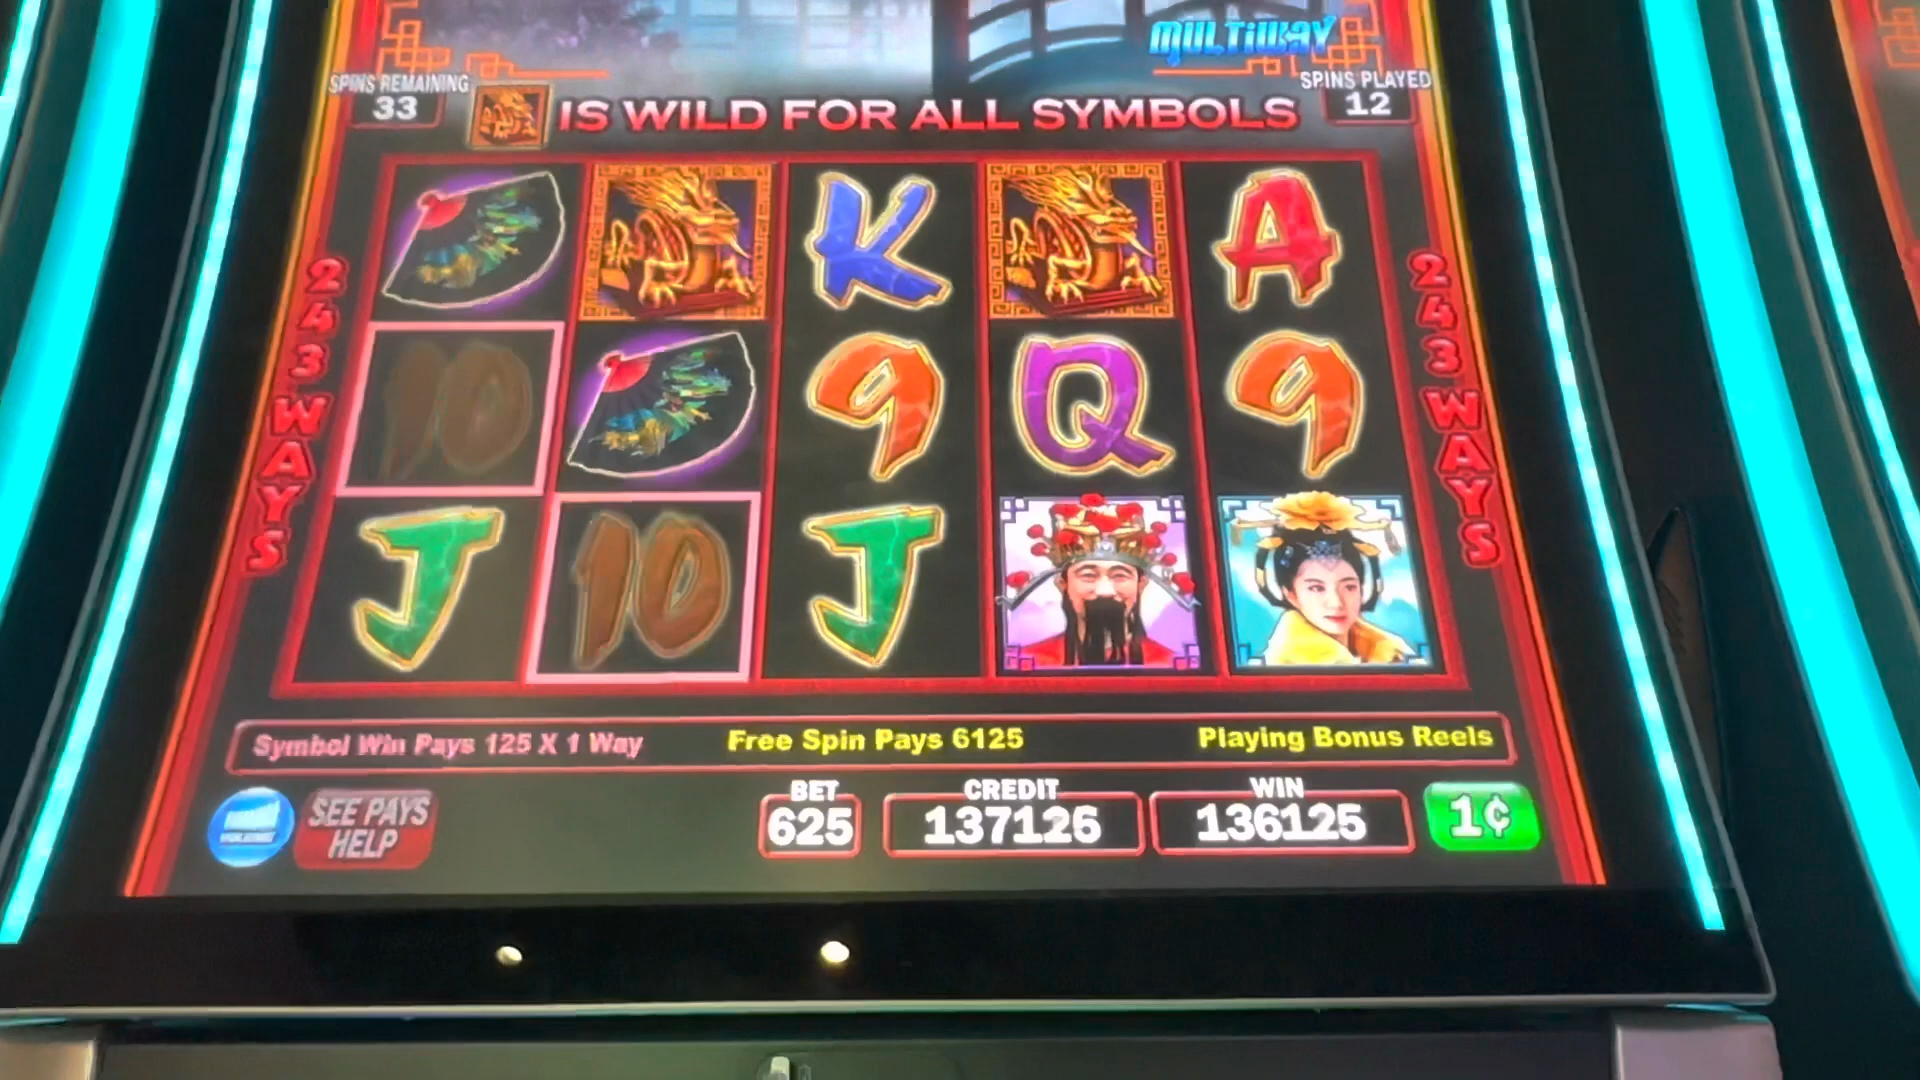 MULTIWAY
SPINS REMAINING
33
IS WILD FOR ALL SYMBOLS
SPINS PLAYED
12
243 WAYS
K
A
10
9
Q
9
J
10
J
243 WAYS
Symbol Win Pays 125 X 1 Way
Free Spin Pays 6125
Playing Bonus Reels
SEE PAYS
HELP
BET
625
CREDIT
137126
WIN
136125
1¢